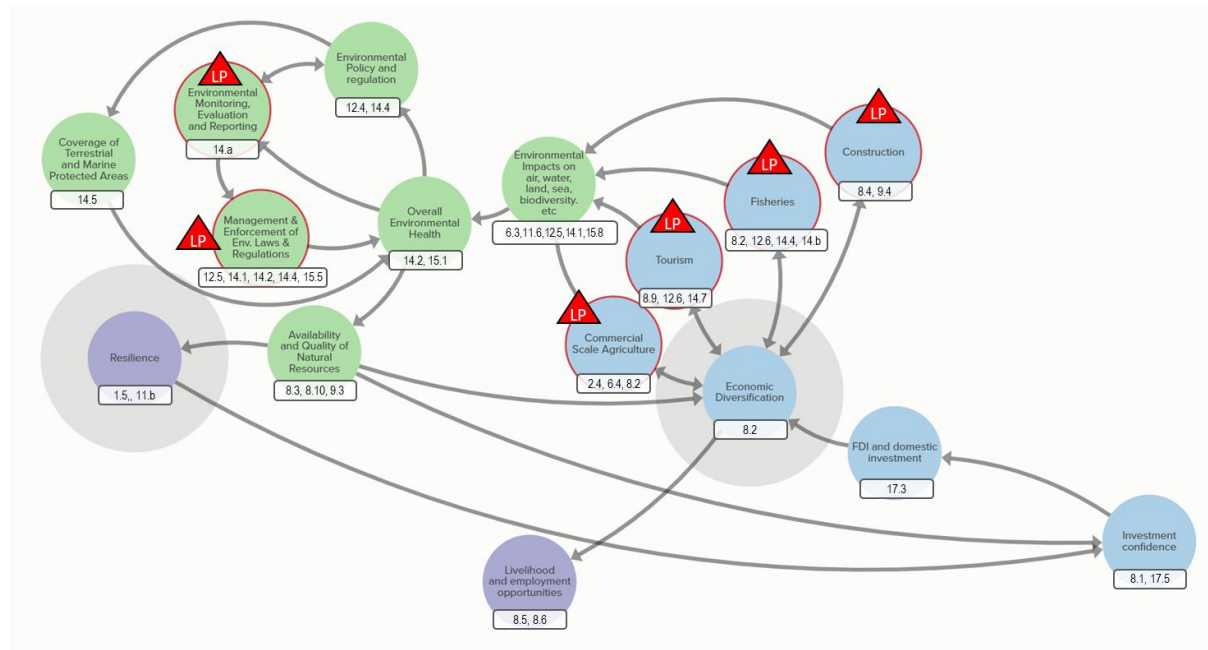 Environmental
Policy and
regulation
12.4, 14.4
LP
Environmental
Monitoring,
Evaluation
and Reporting
14.a
Coverage of
Terrestrial
and Marine
Protected Areas
14.5
LP
Management &
Enforcement of
Env. Laws &
Regulations
12.5, 14.1, 14.2, 14.4, 15.5
Overall
Environmental
Health
14.2, 15.1
Environmental
Impacts on
air, water,
land, sea,
biodiversity.
etc
6.3,11.6,12.5,14.1,15.8
LP
Construction
8.4, 9.4
LP
Fisheries
8.2, 12.6, 14.4, 14.b
LP
Tourism
8.9, 12.6, 14.7
LP
Commercial
Scale Agriculture
2.4, 6.4, 8.2
Resilience
1.5,, 11.b
Availability
and Quality of
Natural
Resources
8.3, 8.10, 9.3
Economic
Diversification
8.2
FDI and domestic
investment
17.3
Investment
confidence
8.1, 17.5
Livelihood
and employment
opportunities
8.5, 8.6